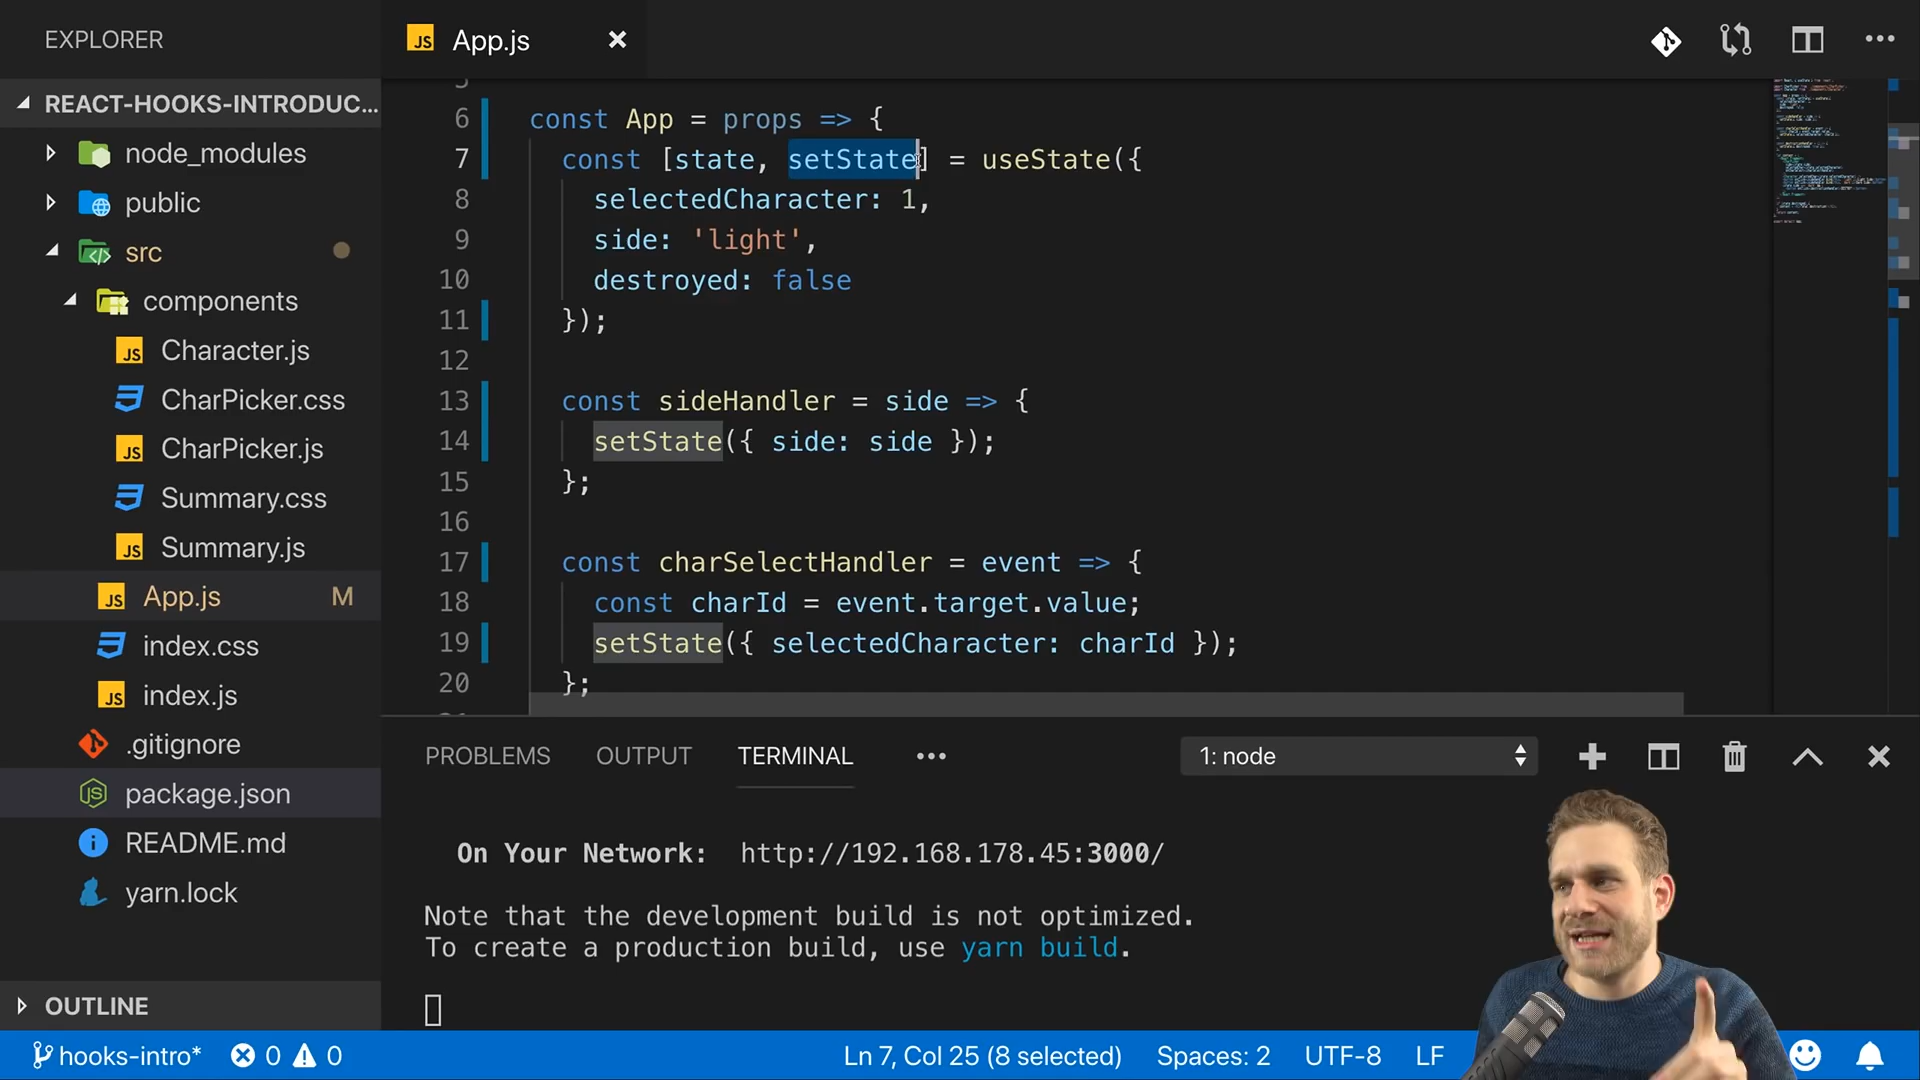 EXPLORER
REACT-HOOKS-INTRODUC...
node_modules
public
src
components
Character.js
CharPicker.css
CharPicker.js
Summary.css
Summary.js
App.js M
index.css
index.js
.gitignore
package.json
README.md
yarn.lock
OUTLINE
JS App.js
5
6 const App = props => {
7 const [state, setState] = useState({
8 selectedCharacter: 1,
9 side: 'light',
10 destroyed: false
11 });
12
13 const sideHandler = side => {
14 setState({ side: side });
15 };
16
17 const charSelectHandler = event => {
18 const charId = event.target.value;
19 setState({ selectedCharacter: charId });
20 };
PROBLEMS OUTPUT TERMINAL ••• 1: node
On Your Network: http://192.168.178.45:3000/
Note that the development build is not optimized.
To create a production build, use yarn build.
hooks-intro* 0 0 Ln 7, Col 25 (8 selected) Spaces: 2 UTF-8 LF